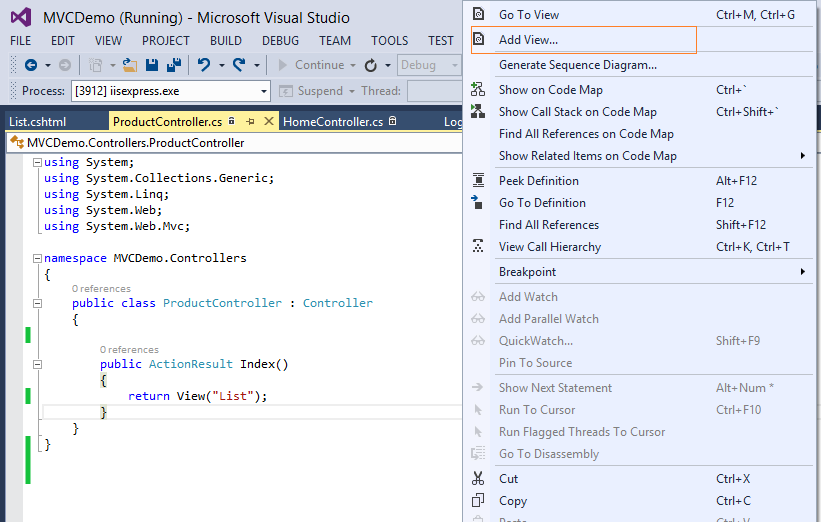 MVCDemo (Running) - Microsoft Visual Studio
FILE EDIT VIEW PROJECT BUILD DEBUG TEAM TOOLS TEST
Continue Debug
Process: [3912] iisexpress.exe Suspend Thread:
List.cshtml ProductController.cs HomeController.cs Log
MVCDemo.Controllers.ProductController
using System;
using System.Collections.Generic;
using System.Linq;
using System.Web;
using System.Web.Mvc;
namespace MVCDemo.Controllers
{
0 references
public class ProductController : Controller
{
0 references
public ActionResult Index()
{
return View("List");
}
}
}
Go To View Ctrl+M, Ctrl+G
Add View...
Generate Sequence Diagram...
Show on Code Map Ctrl+`
Show Call Stack on Code Map Ctrl+Shift+`
Find All References on Code Map
Show Related Items on Code Map
Peek Definition Alt+F12
Go To Definition F12
Find All References Shift+F12
View Call Hierarchy Ctrl+K, Ctrl+T
Breakpoint
Add Watch
Add Parallel Watch
QuickWatch... Shift+F9
Pin To Source
Show Next Statement Alt+Num *
Run To Cursor Ctrl+F10
Run Flagged Threads To Cursor
Go To Disassembly
Cut Ctrl+X
Copy Ctrl+C
Paste Ctrl+V